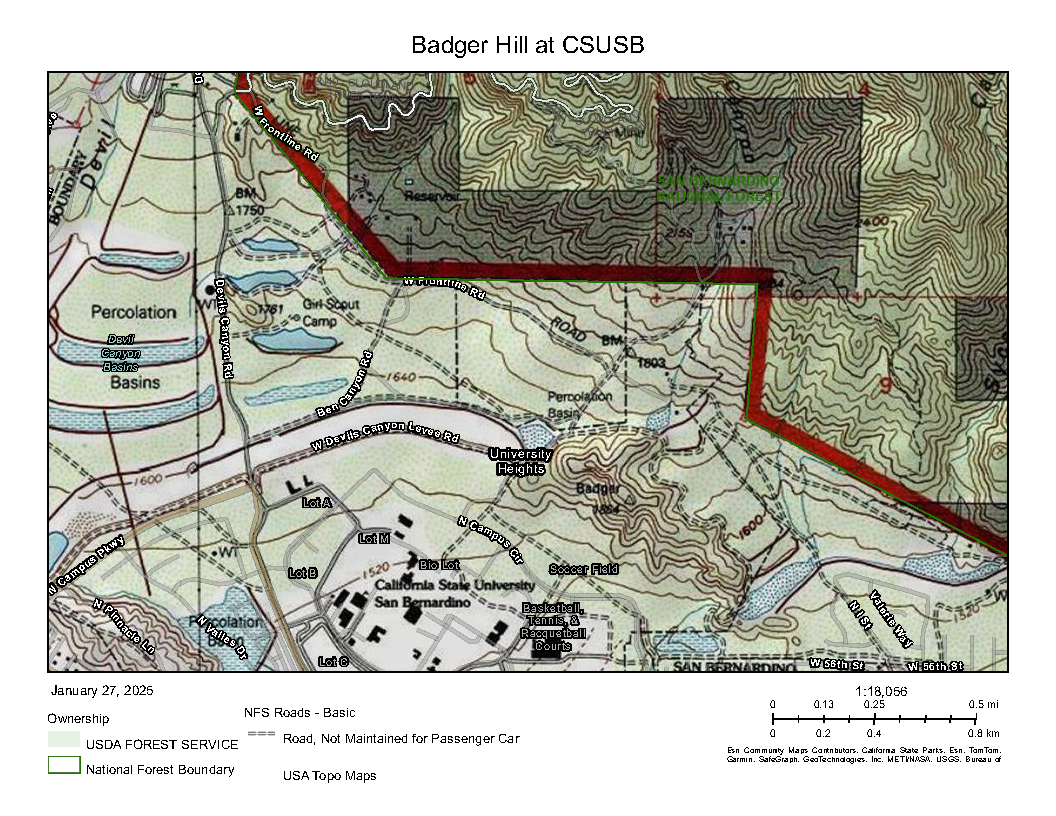 Badger Hill at CSUSB
Rd
W Frontline Rd
Devil
BOUNDARY
BM
1750
Reservoir
SAN BERNARDINO
NATIONAL FOREST
2400
4
W Frontline Rd
Girl Scout
Camp
1761
Devils Canyon Rd
Percolation
Devil
Canyon
Basins
Basins
ROAD
BM
1803
9
1640
Ben Canyon Rd
Percolation
Basin
W Devils Canyon Levee Rd
University
Heights
1600
Lot A
Badger
N Campus Cir
1600
Lot M
WT
N Campus Pkwy
1520
Bio Lot
Soccer Field
Lot B
California State University
San Bernardino
N Pinnacle Ln
Percolation
N Valles Dr
Basketball,
Tennis, &
Racquetball
Courts
N I St
Valerie Way
Lot C
SAN BERNARDINO
W 56th St
W 56th St
January 27, 2025
Ownership
USDA FOREST SERVICE
National Forest Boundary
NFS Roads - Basic
Road, Not Maintained for Passenger Car
USA Topo Maps
1:18,056
0 0.13 0.25 0.5 mi
0 0.2 0.4 0.8 km
Esri Community Maps Contributors, California State Parks, Esri, TomTom,
Garmin, SafeGraph, GeoTechnologies, Inc, METI/NASA, USGS, Bureau of